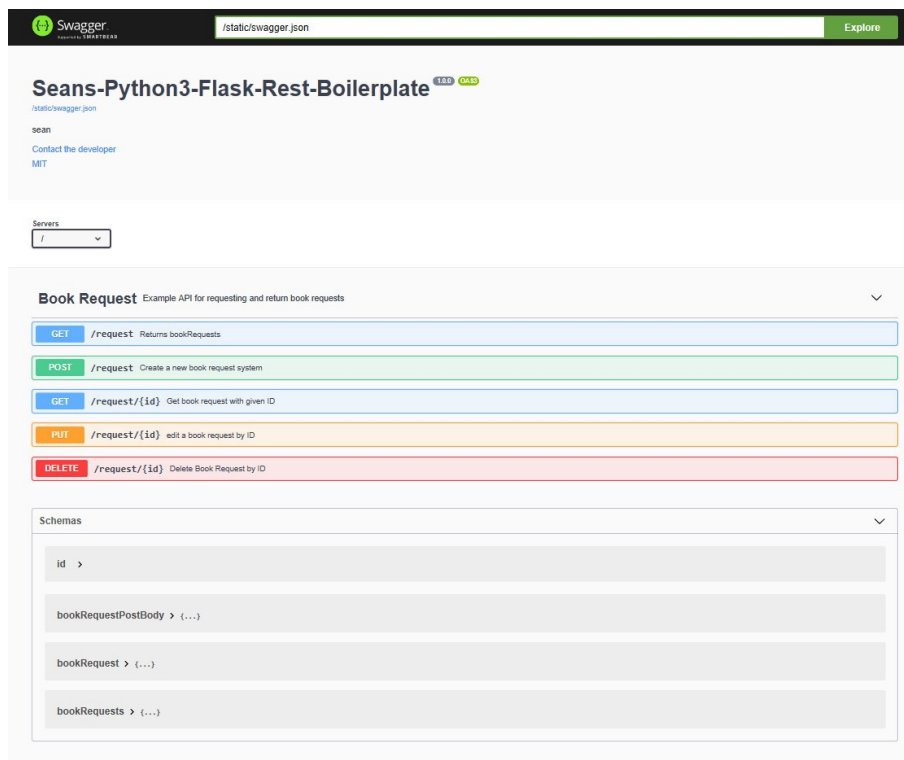 Swagger.
Supported by SMARTBEAR
/static/swagger.json
Explore
Seans-Python3-Flask-Rest-Boilerplate 1.0.0 OAS3
/static/swagger.json
sean
Contact the developer
MIT
Servers
/
Book Request Example API for requesting and return book requests
GET /request Returns bookRequests
POST /request Create a new book request system
GET /request/{id} Get book request with given ID
PUT /request/{id} edit a book request by ID
DELETE /request/{id} Delete Book Request by ID
Schemas
id >
bookRequestPostBody > {...}
bookRequest > {...}
bookRequests > {...}